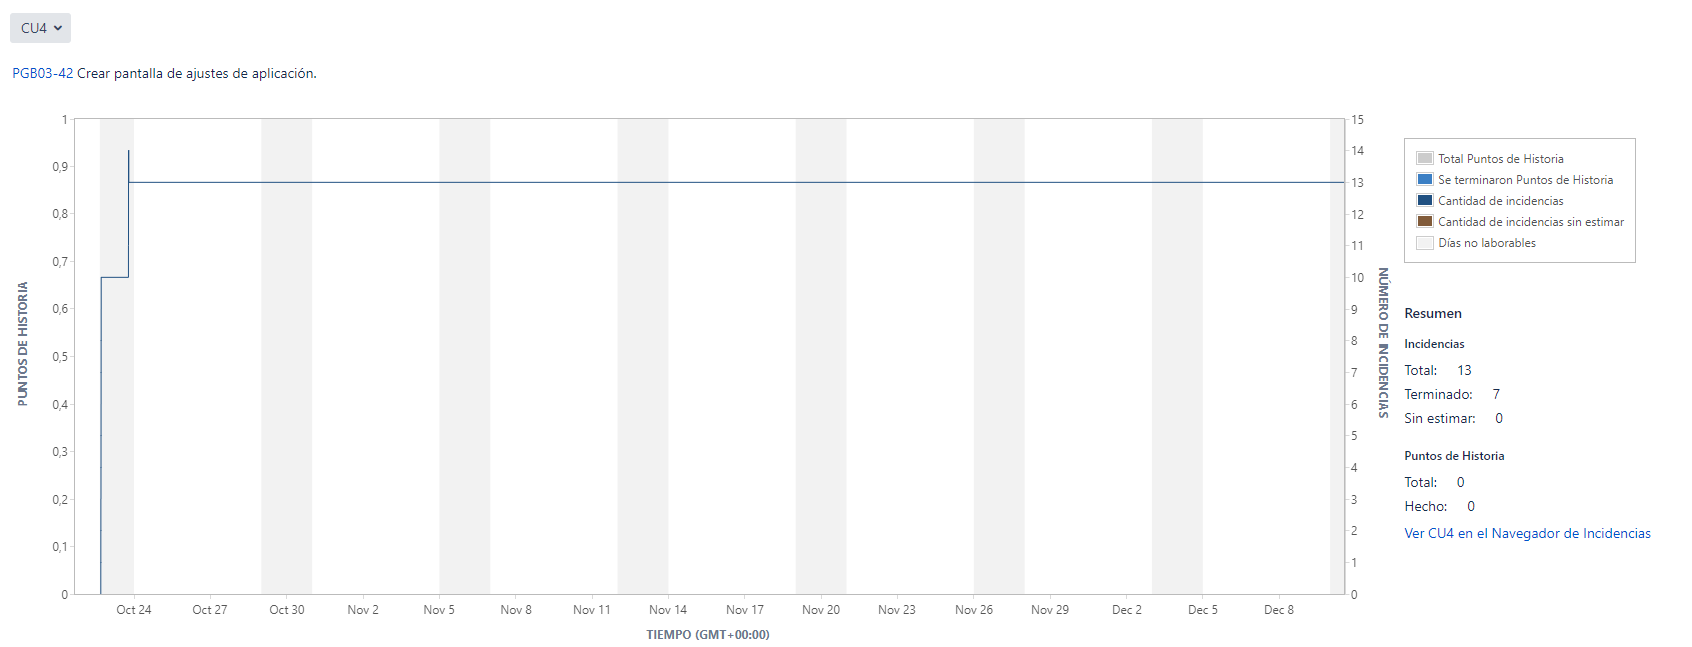 CU4
PGB03-42 Crear pantalla de ajustes de aplicación.
1
0,9
0,8
0,7
0,6
0,5
0,4
0,3
0,2
0,1
0
PUNTOS DE HISTORIA
15
14
13
12
11
10
9
8
7
6
5
4
3
2
1
0
NÚMERO DE INCIDENCIAS
Oct 24 Oct 27 Oct 30 Nov 2 Nov 5 Nov 8 Nov 11 Nov 14 Nov 17 Nov 20 Nov 23 Nov 26 Nov 29 Dec 2 Dec 5 Dec 8
TIEMPO (GMT+00:00)
Total Puntos de Historia
Se terminaron Puntos de Historia
Cantidad de incidencias
Cantidad de incidencias sin estimar
Días no laborables
Resumen
Incidencias
Total: 13
Terminado: 7
Sin estimar: 0
Puntos de Historia
Total: 0
Hecho: 0
Ver CU4 en el Navegador de Incidencias